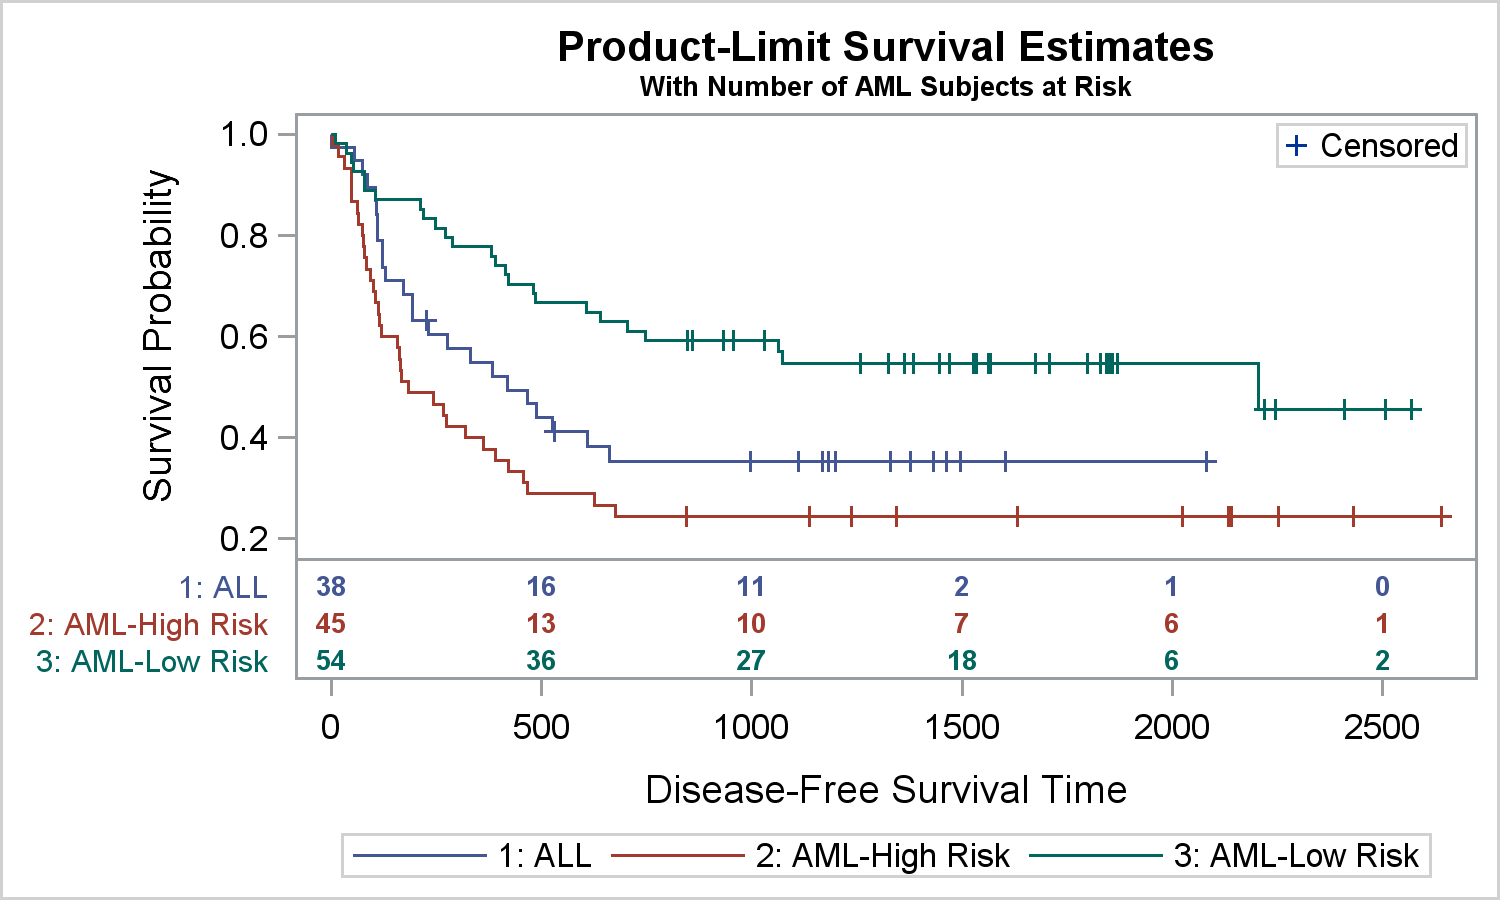 Product-Limit Survival Estimates
With Number of AML Subjects at Risk
Censored
Survival Probability
1.0
0.8
0.6
0.4
0.2
1: ALL 38 16 11 2 1 0
2: AML-High Risk 45 13 10 7 6 1
3: AML-Low Risk 54 36 27 18 6 2
0 500 1000 1500 2000 2500
Disease-Free Survival Time
1: ALL 2: AML-High Risk 3: AML-Low Risk